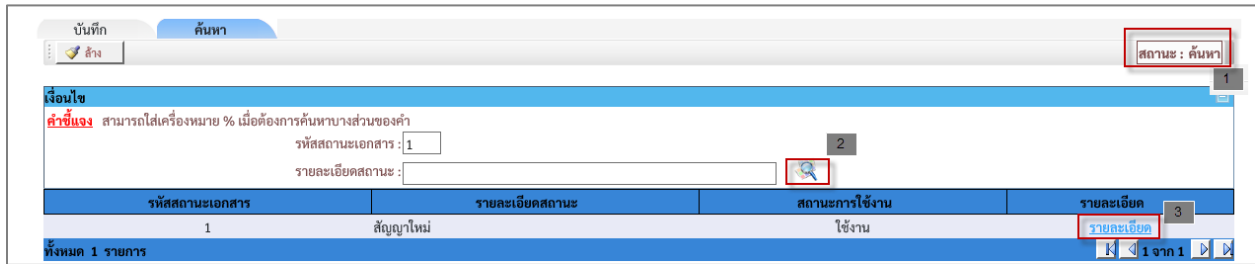 บันทึก ค้นหา
ล้าง สถานะ : ค้นหา
1
เงื่อนไข
คำชี้แจง สามารถใส่เครื่องหมาย % เมื่อต้องการค้นหาบางส่วนของคำ
รหัสสถานะเอกสาร : 1
2
รายละเอียดสถานะ :
รหัสสถานะเอกสาร รายละเอียดสถานะ สถานะการใช้งาน รายละเอียด
3
1 สัญญาใหม่ ใช้งาน รายละเอียด
ทั้งหมด 1 รายการ 1 จาก 1